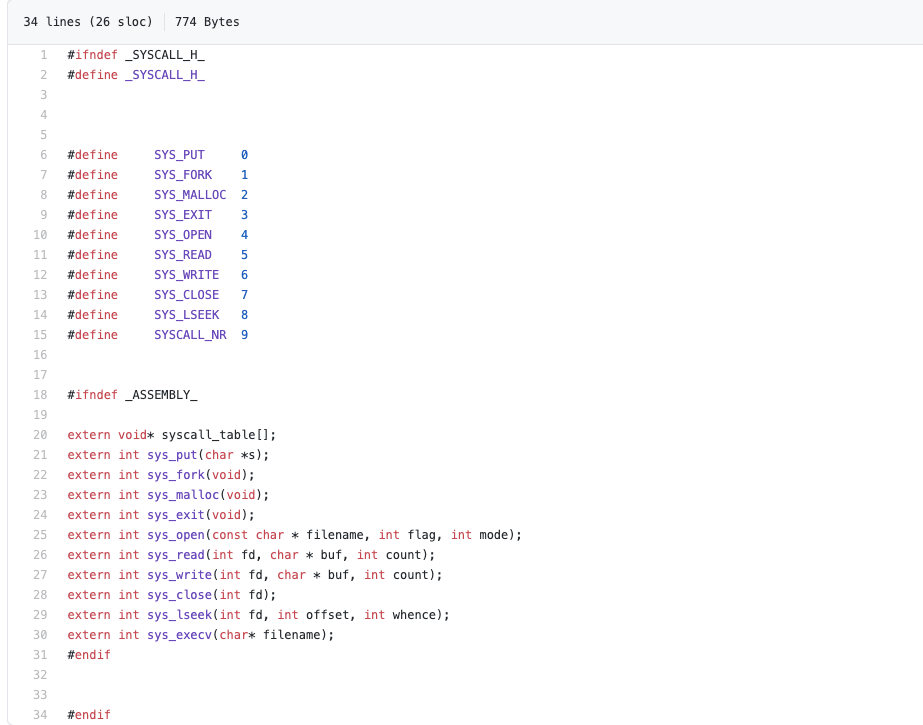 34 lines (26 sloc) 774 Bytes
1 #ifndef _SYSCALL_H_
2 #define _SYSCALL_H_
3
4
5
6 #define SYS_PUT 0
7 #define SYS_FORK 1
8 #define SYS_MALLOC 2
9 #define SYS_EXIT 3
10 #define SYS_OPEN 4
11 #define SYS_READ 5
12 #define SYS_WRITE 6
13 #define SYS_CLOSE 7
14 #define SYS_LSEEK 8
15 #define SYSCALL_NR 9
16
17
18 #ifndef _ASSEMBLY_
19
20 extern void* syscall_table[];
21 extern int sys_put(char *s);
22 extern int sys_fork(void);
23 extern int sys_malloc(void);
24 extern int sys_exit(void);
25 extern int sys_open(const char * filename, int flag, int mode);
26 extern int sys_read(int fd, char * buf, int count);
27 extern int sys_write(int fd, char * buf, int count);
28 extern int sys_close(int fd);
29 extern int sys_lseek(int fd, int offset, int whence);
30 extern int sys_execv(char* filename);
31 #endif
32
33
34 #endif